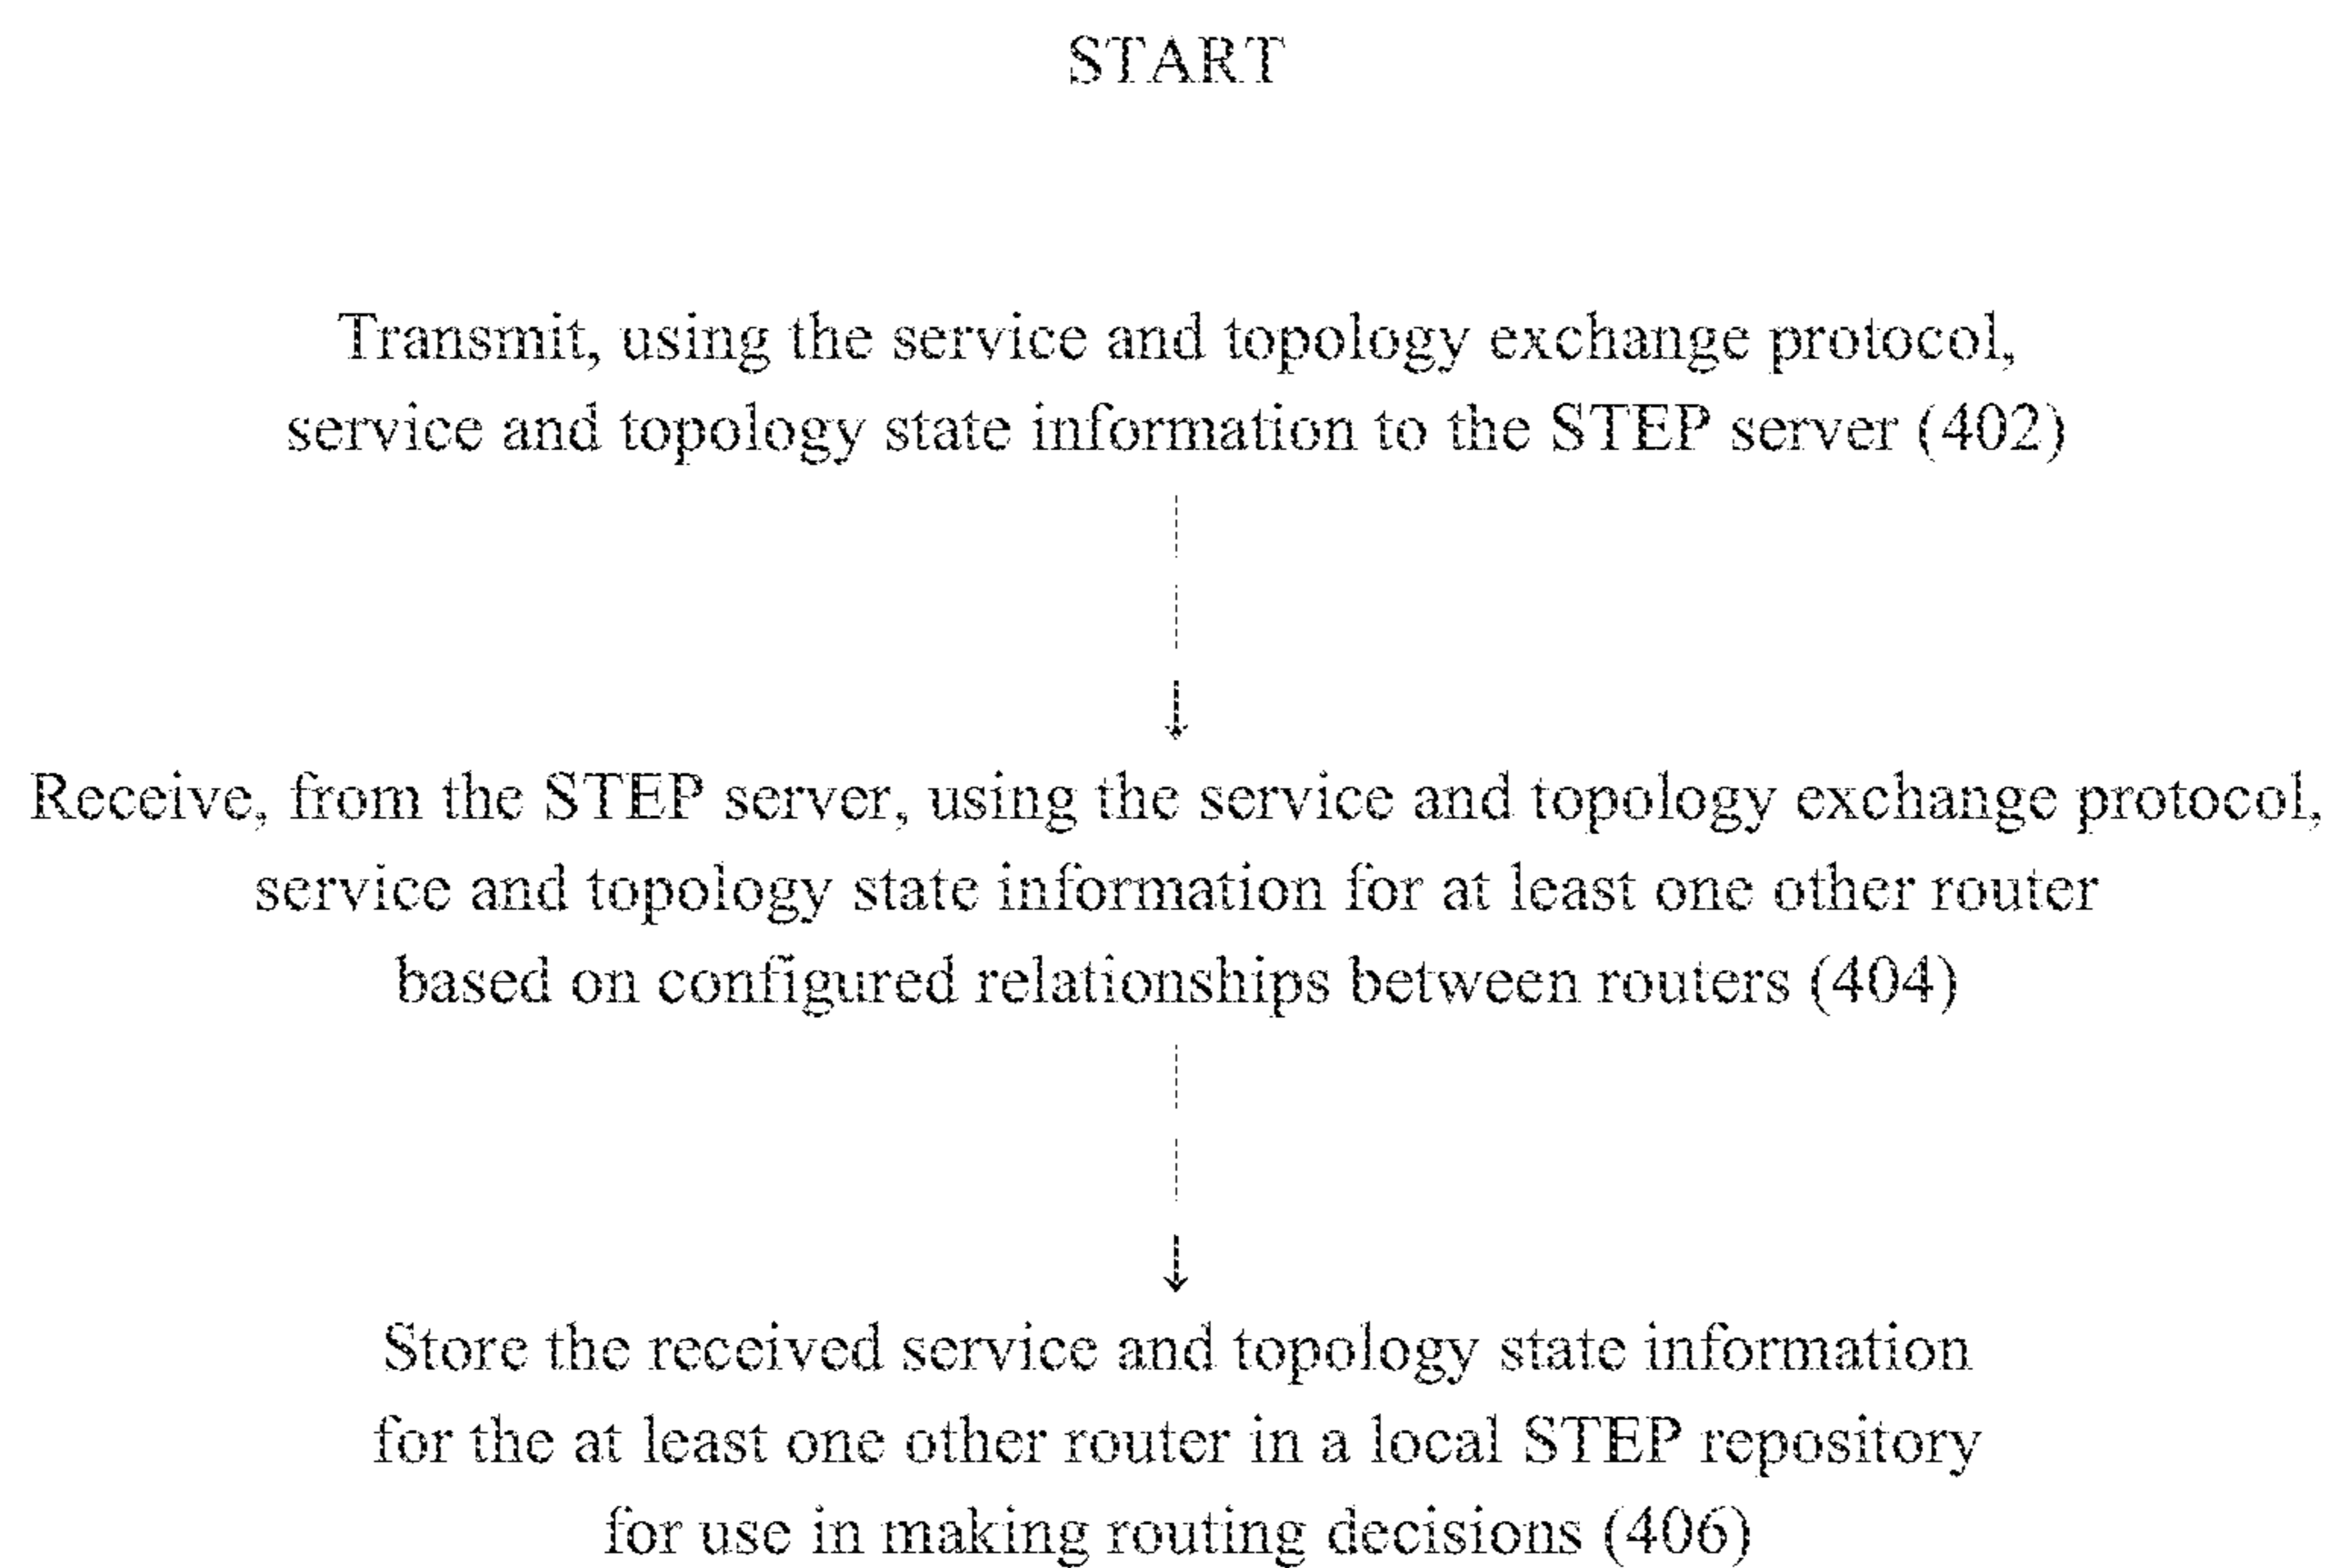 START
Transmit, using the service and topology exchange protocol,
service and topology state information to the STEP server (402)
Receive, from the STEP server, using the service and topology exchange protocol,
service and topology state information for at least one other router
based on configured relationships between routers (404)
Store the received service and topology state information
for the at least one other router in a local STEP repository
for use in making routing decisions (406)